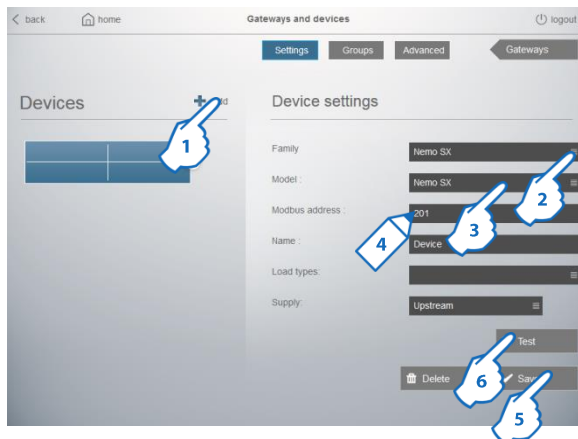 back
home
Gateways and devices
logout
Settings
Groups
Advanced
Gateways
Devices
Device settings
1
Family
Nemo SX
Model :
Nemo SX
2
Modbus address :
201
3
4
Name :
Device
Load types:
Supply:
Upstream
Test
Delete
6
5